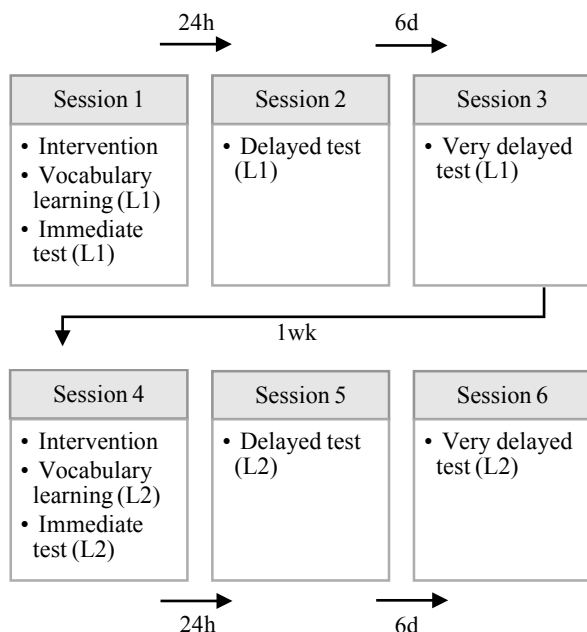 24h
6d
Session 1
• Intervention
• Vocabulary
learning (L1)
• Immediate
test (L1)
Session 2
• Delayed test
(L1)
Session 3
• Very delayed
test (L1)
1wk
Session 4
• Intervention
• Vocabulary
learning (L2)
• Immediate
test (L2)
Session 5
• Delayed test
(L2)
Session 6
• Very delayed
test (L2)
24h
6d